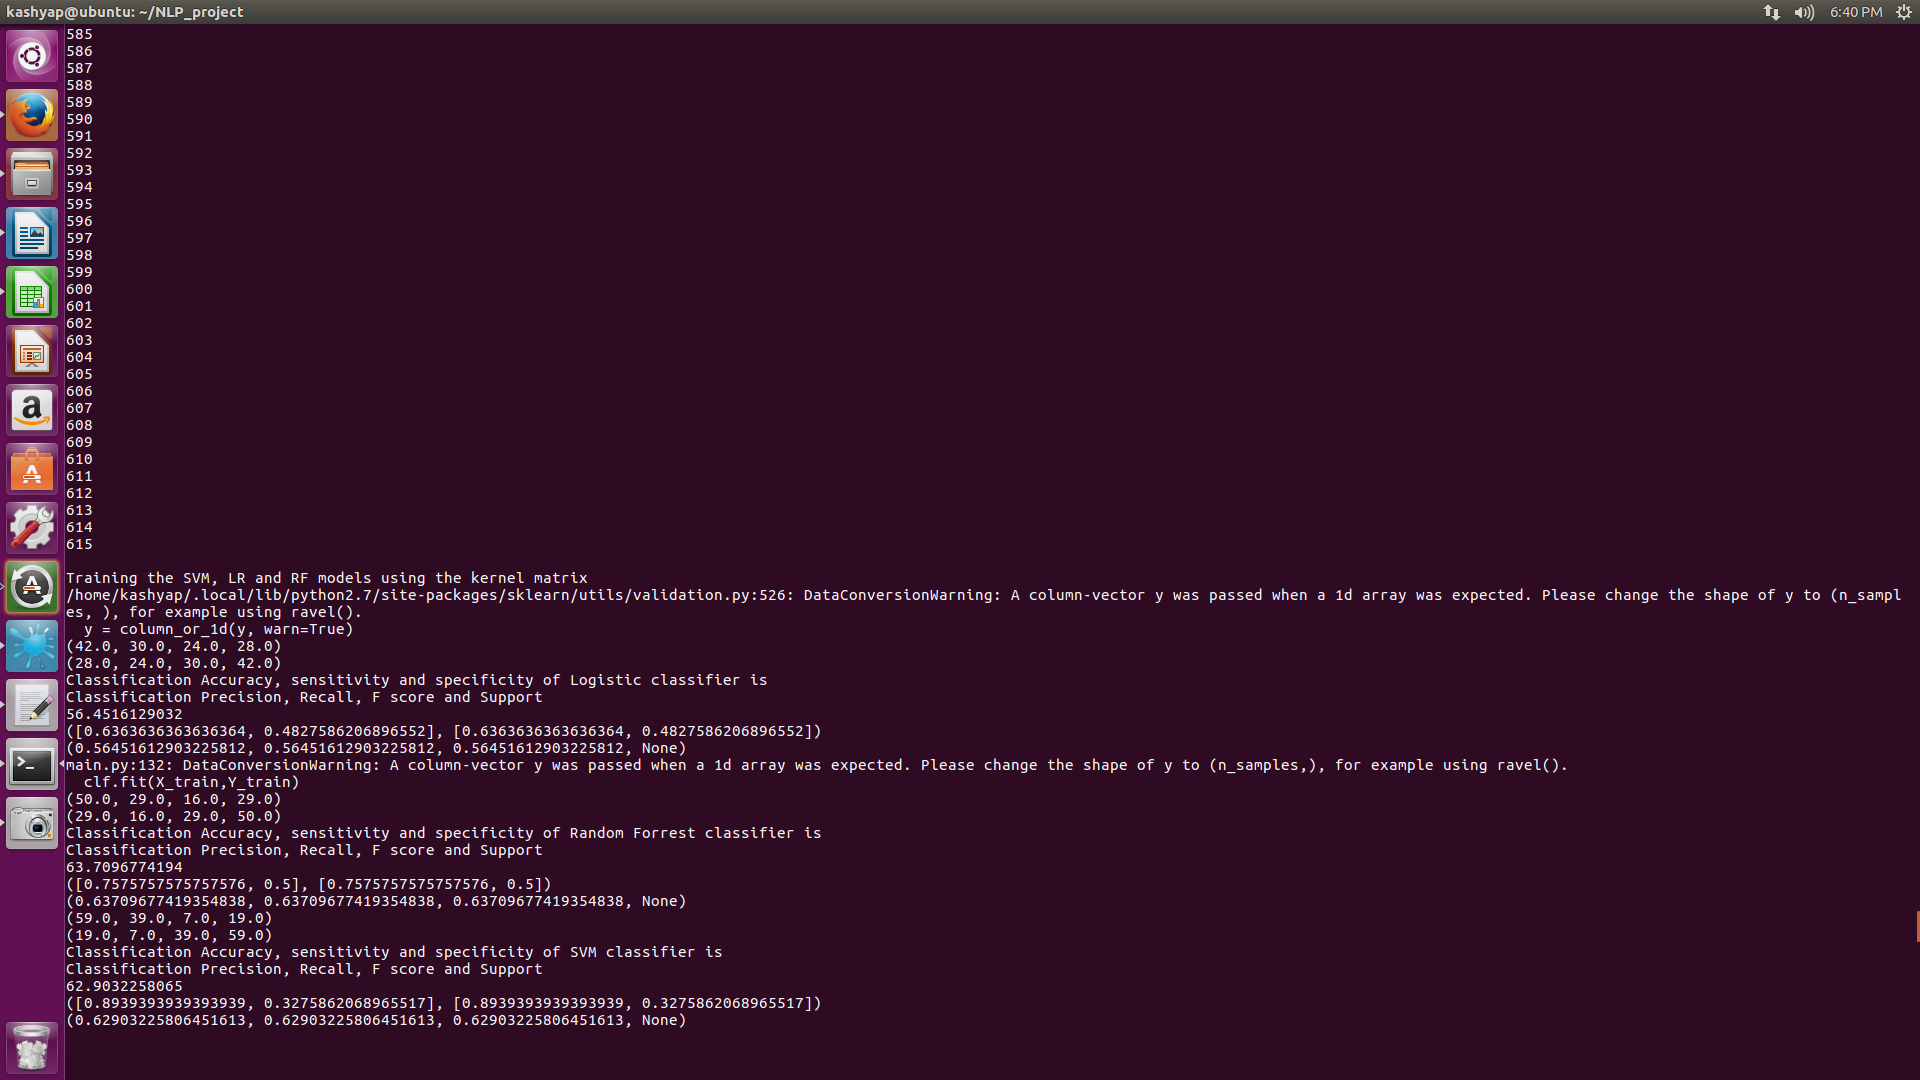 kashyap@ubuntu: ~/NLP_project
6:40 PM
585
586
587
588
589
590
591
592
593
594
595
596
597
598
599
600
601
602
603
604
605
606
607
608
609
610
611
612
613
614
615
Training the SVM, LR and RF models using the kernel matrix
/home/kashyap/.local/lib/python2.7/site-packages/sklearn/utils/validation.py:526: DataConversionWarning: A column-vector y was passed when a 1d array was expected. Please change the shape of y to (n_sampl
es, ), for example using ravel().
  y = column_or_1d(y, warn=True)
(42.0, 30.0, 24.0, 28.0)
(28.0, 24.0, 30.0, 42.0)
Classification Accuracy, sensitivity and specificity of Logistic classifier is
Classification Precision, Recall, F score and Support
56.4516129032
([0.6363636363636364, 0.4827586206896552], [0.6363636363636364, 0.4827586206896552])
(0.56451612903225812, 0.56451612903225812, 0.56451612903225812, None)
main.py:132: DataConversionWarning: A column-vector y was passed when a 1d array was expected. Please change the shape of y to (n_samples,), for example using ravel().
  clf.fit(X_train,Y_train)
(50.0, 29.0, 16.0, 29.0)
(29.0, 16.0, 29.0, 50.0)
Classification Accuracy, sensitivity and specificity of Random Forrest classifier is
Classification Precision, Recall, F score and Support
63.7096774194
([0.7575757575757576, 0.5], [0.7575757575757576, 0.5])
(0.63709677419354838, 0.63709677419354838, 0.63709677419354838, None)
(59.0, 39.0, 7.0, 19.0)
(19.0, 7.0, 39.0, 59.0)
Classification Accuracy, sensitivity and specificity of SVM classifier is
Classification Precision, Recall, F score and Support
62.9032258065
([0.8939393939393939, 0.3275862068965517], [0.8939393939393939, 0.3275862068965517])
(0.62903225806451613, 0.62903225806451613, 0.62903225806451613, None)